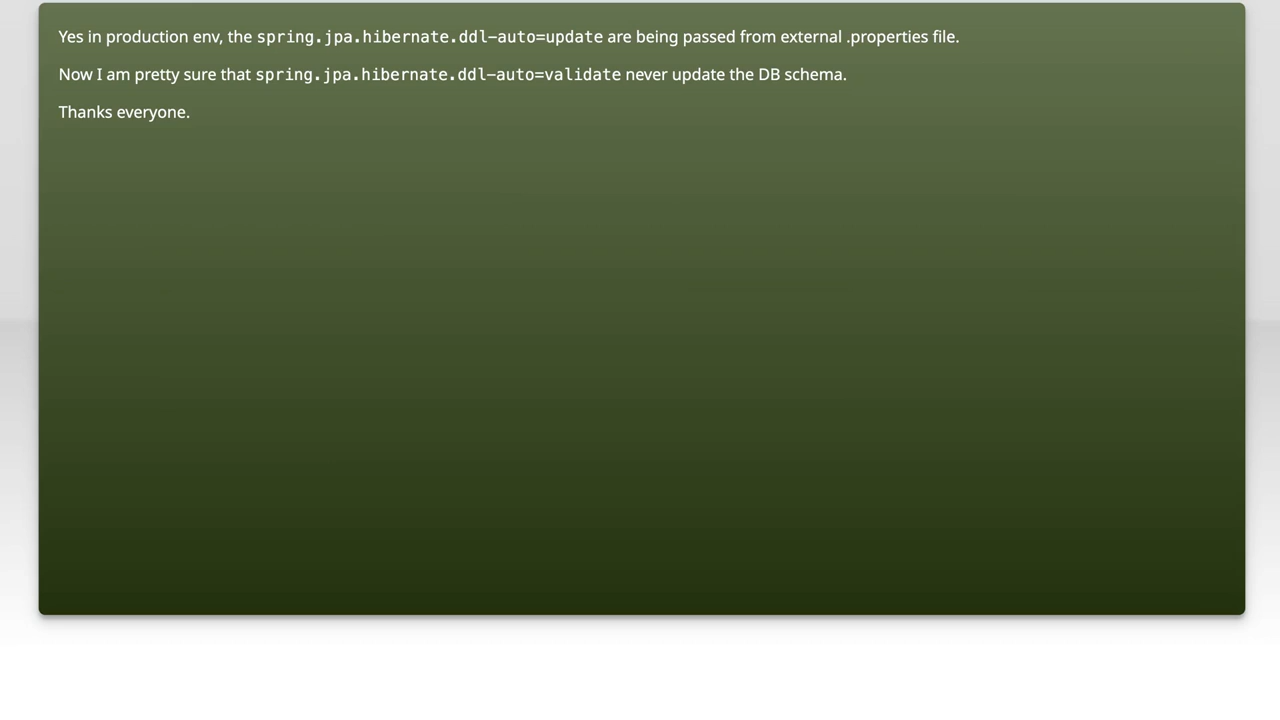 Yes in production env, the spring.jpa.hibernate.ddl-auto=update are being passed from external .properties file.
Now I am pretty sure that spring.jpa.hibernate.ddl-auto=validate never update the DB schema.
Thanks everyone.